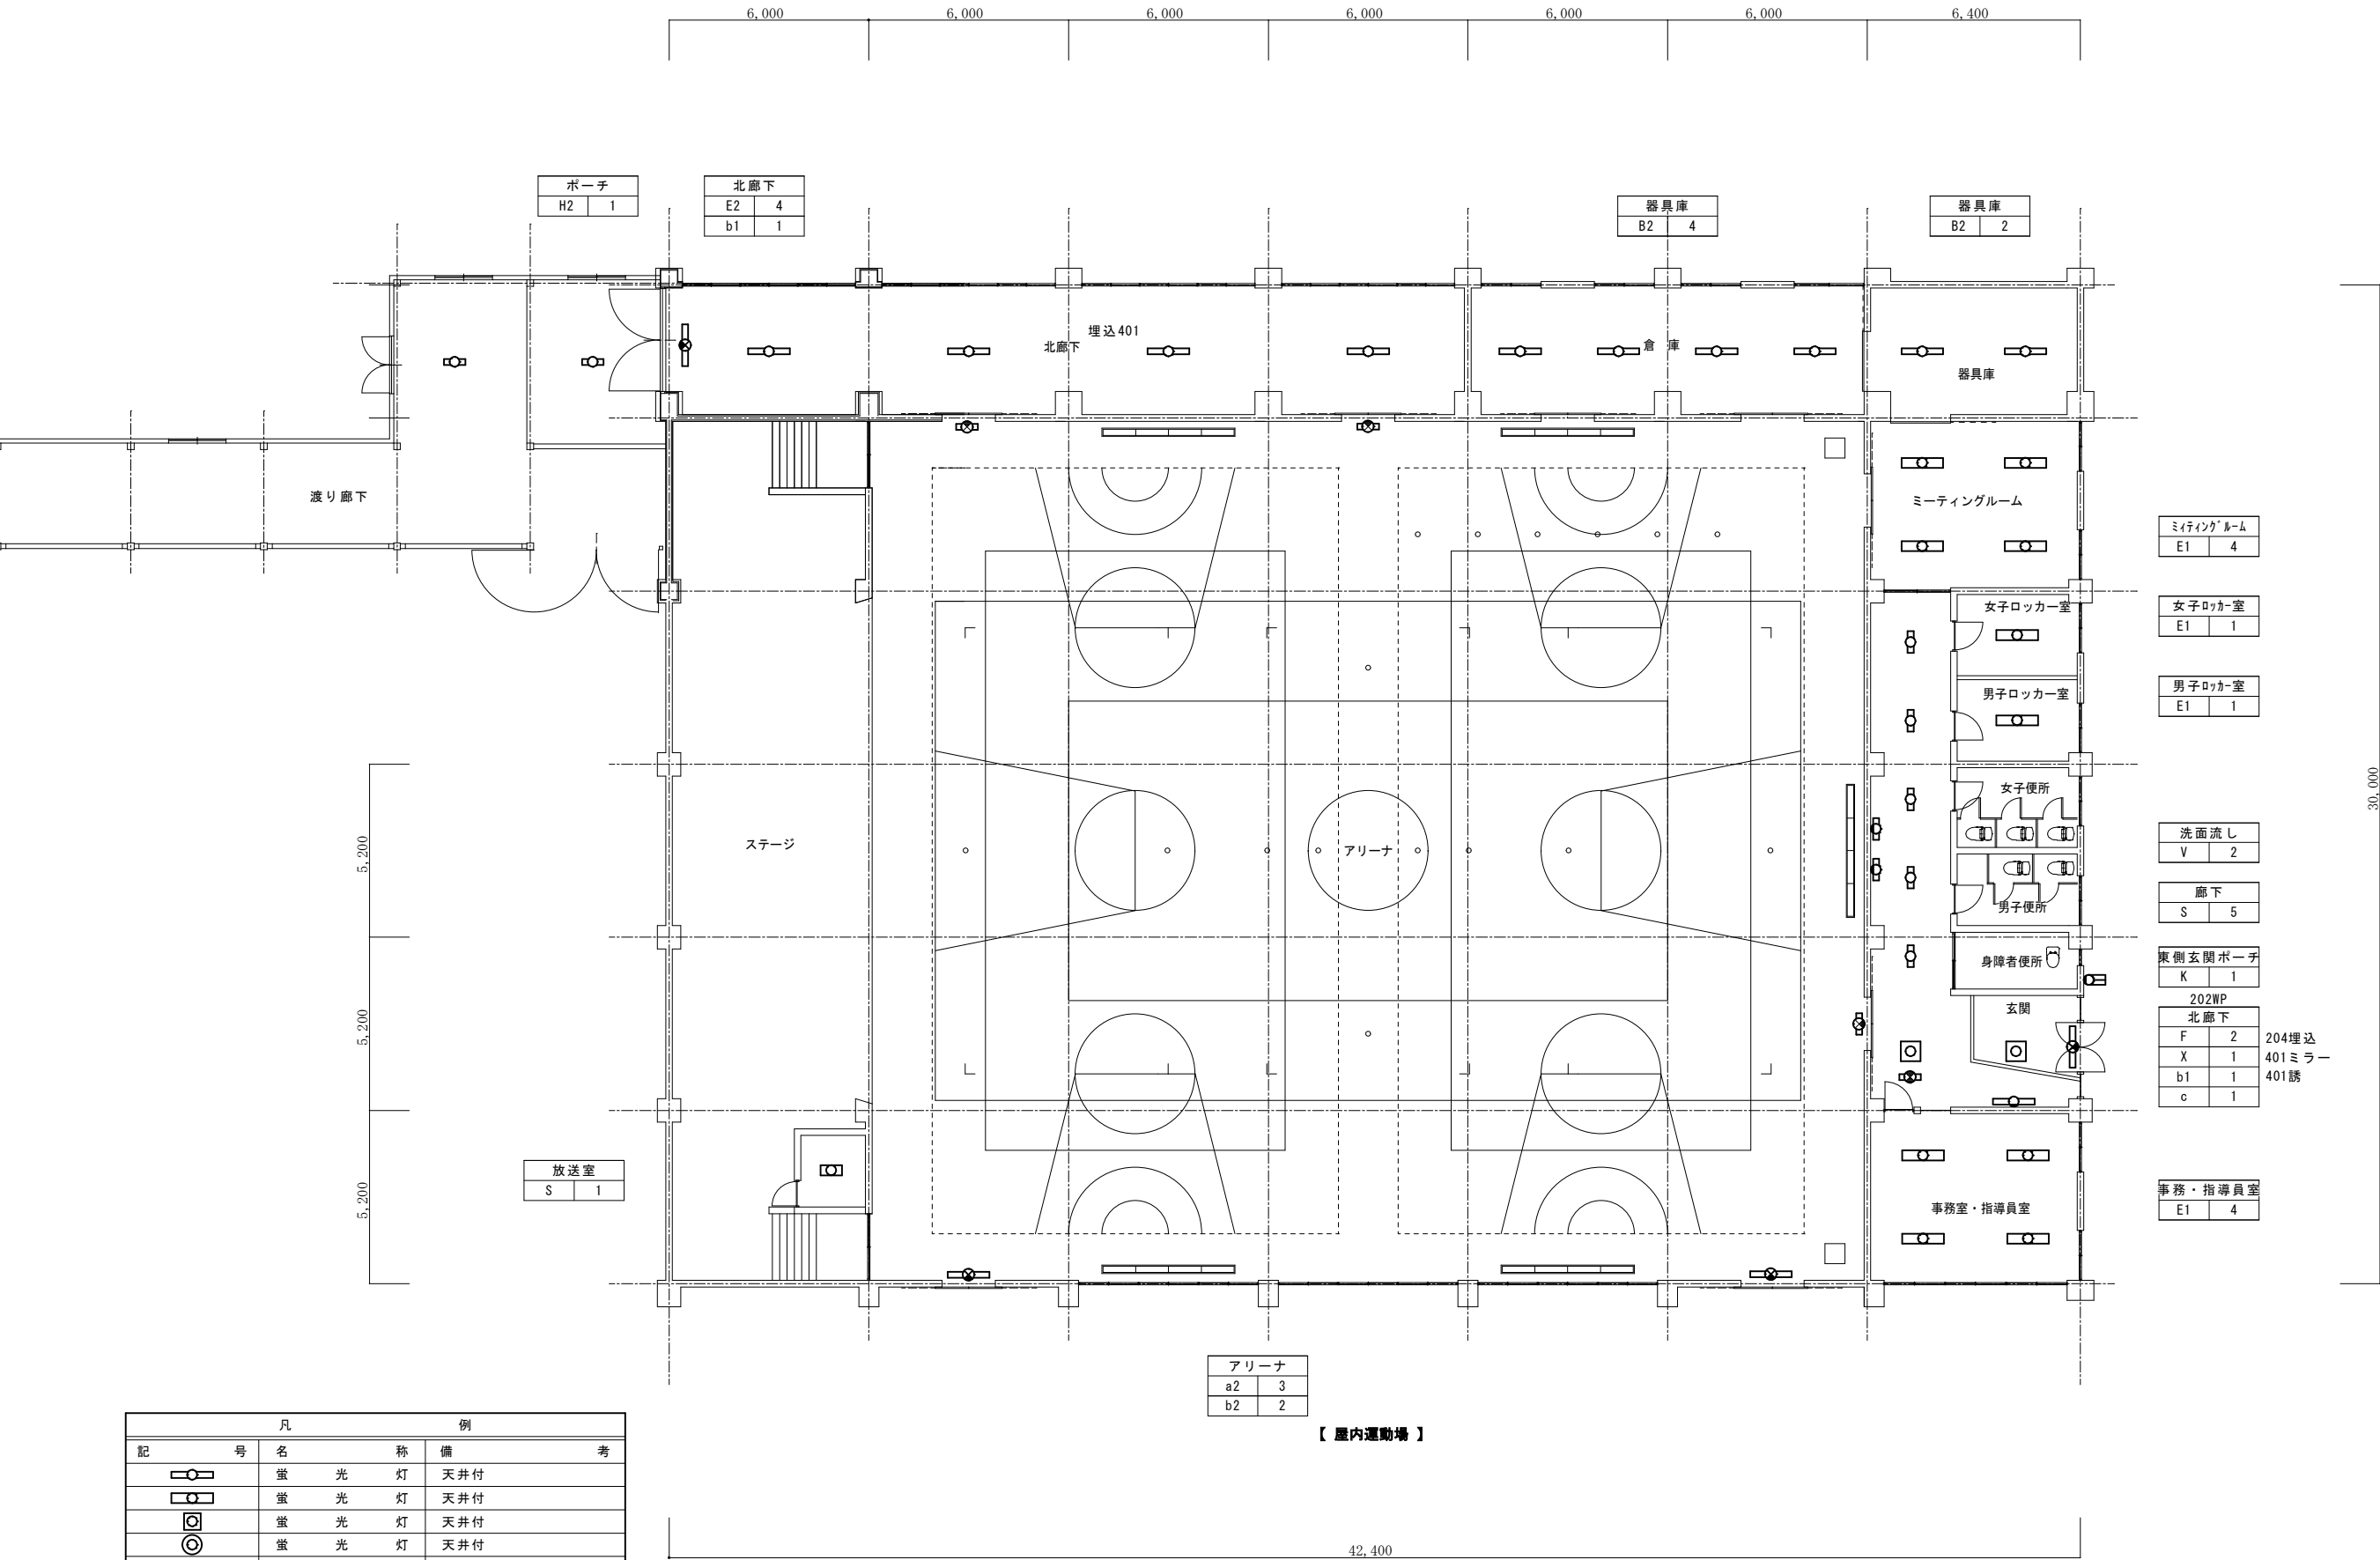 6,000 6,000 6,000 6,000 6,000 6,000 6,400
ポーチ
H2 1
北廊下
E2 4
b1 1
器具庫
B2 4
器具庫
B2 2
埋込401
北廊下
倉 庫
器具庫
渡り廊下
ミーティングルーム
ミィティングルーム
E1 4
女子ロッカー室
女子ロッカー室
E1 1
男子ロッカー室
男子ロッカー室
E1 1
30,000
女子便所
5,200
ステージ
アリーナ
洗面流し
V 2
廊下
S 5
男子便所
身障者便所
東側玄関ポーチ
K 1
202WP
玄関
北廊下
F 2 204埋込
X 1 401ミラー
b1 1 401誘
c 1
5,200
放送室
S 1
5,200
事務室・指導員室
事務・指導員室
E1 4
アリーナ
a2 3
b2 2
【 屋内運動場 】
凡 例
記 号 名 称 備 考
蛍 光 灯 天井付
蛍 光 灯 天井付
蛍 光 灯 天井付
蛍 光 灯 天井付
42,400